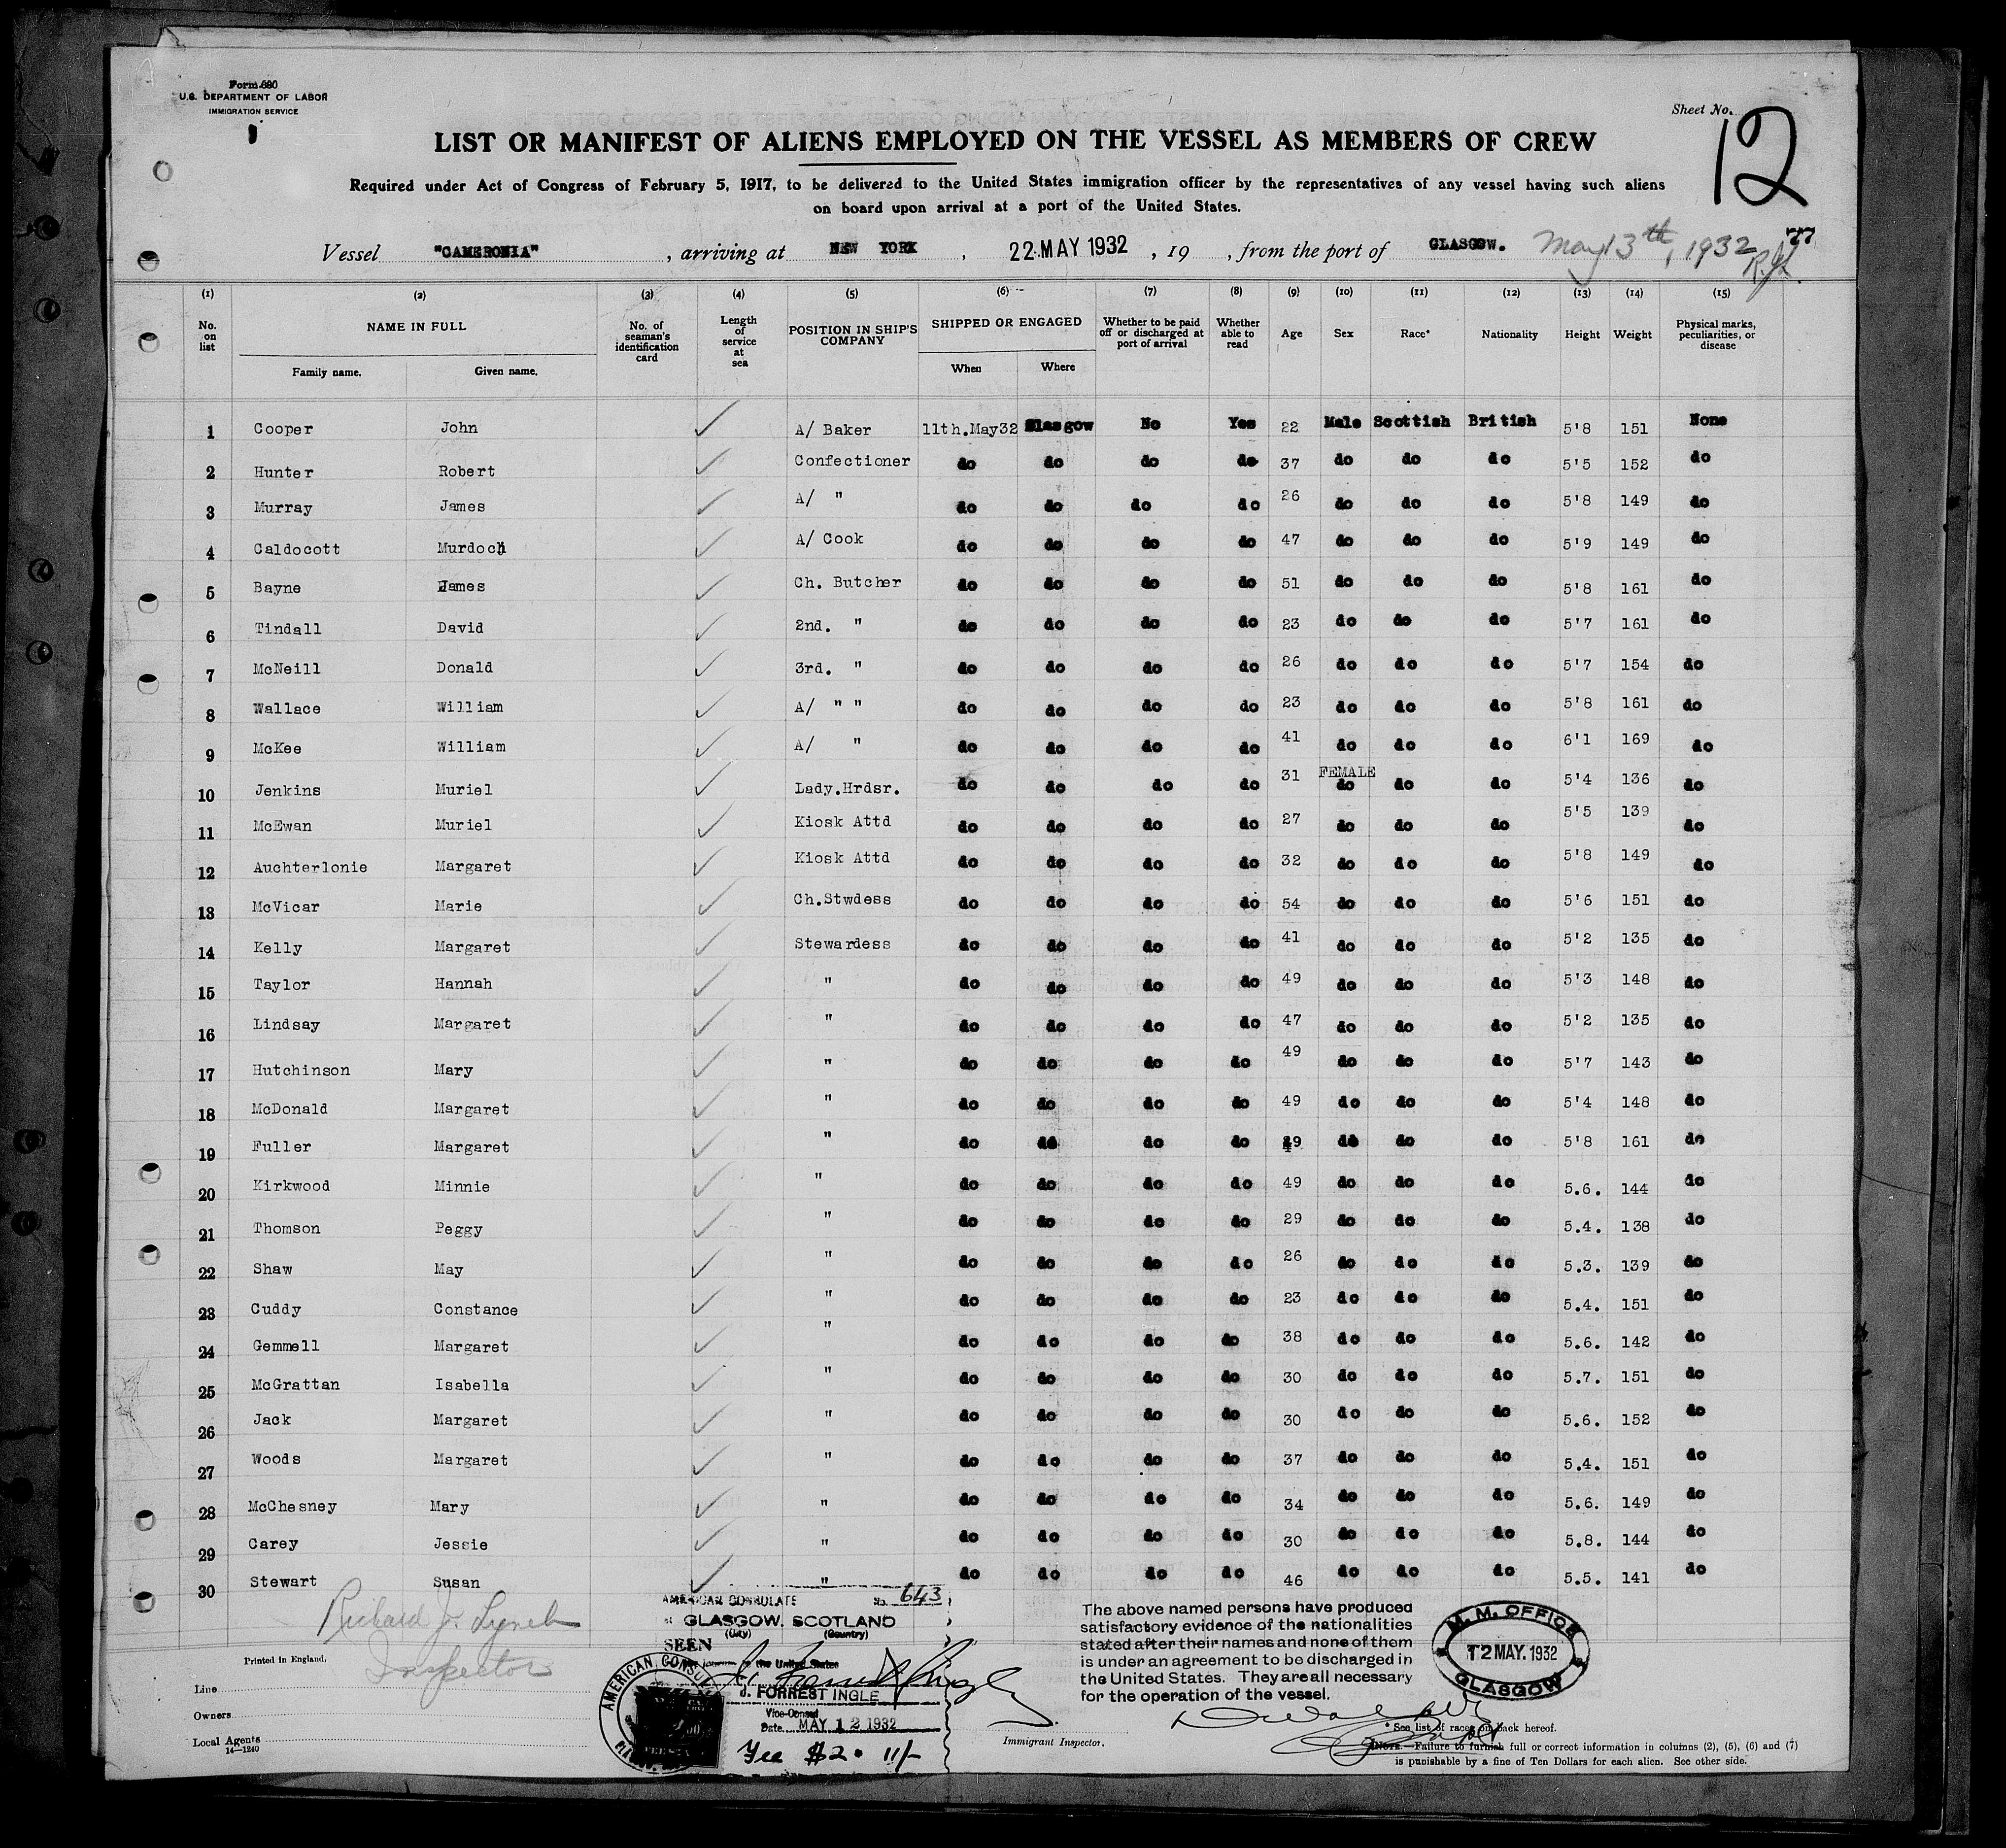 Form 680
U.S. DEPARTMENT OF LABOR
IMMIGRATION SERVICE
Sheet No. 12
LIST OR MANIFEST OF ALIENS EMPLOYED ON THE VESSEL AS MEMBERS OF CREW
Required under Act of Congress of February 5, 1917, to be delivered to the United States immigration officer by the representatives of any vessel having such aliens
on board upon arrival at a port of the United States.
77
Vessel "CAMERONIA", arriving at NEW YORK, 22 MAY 1932, 19 , from the port of GLASGOW. May 13th, 1932
(1) (2) (3) (4) (5) (6) (7) (8) (9) (10) (11) (12) (13) (14) (15)
No. on list NAME IN FULL Family name. Given name. No. of seaman's identification card Length of service at sea POSITION IN SHIP'S COMPANY SHIPPED OR ENGAGED When Where Whether to be paid off or discharged at port of arrival Whether able to read Age Sex Race* Nationality Height Weight Physical marks, peculiarities, or disease
1 Cooper John ✓ A/ Baker 11th.May32 Glasgow No Yes 22 Male Scottish British 5'8 151 None
2 Hunter Robert ✓ Confectioner do do do do 37 do do do 5'5 152 do
3 Murray James ✓ A/ " do do do do 26 do do do 5'8 149 do
4 Caldocott Murdoch ✓ A/ Cook do do do do 47 do do do 5'9 149 do
5 Bayne James ✓ Ch. Butcher do do do do 51 do do do 5'8 161 do
6 Tindall David ✓ 2nd. " do do do do 23 do do do 5'7 161 do
7 McNeill Donald ✓ 3rd. " do do do do 26 do do do 5'7 154 do
8 Wallace William ✓ A/ " " do do do do 23 do do do 5'8 161 do
9 McKee William ✓ A/ " do do do do 41 do do do 6'1 169 do
10 Jenkins Muriel ✓ Lady.Hrdsr. do do do do 31 FEMALE do do do 5'4 136 do
11 McEwan Muriel ✓ Kiosk Attd do do do do 27 do do do 5'5 139 do
12 Auchterlonie Margaret ✓ Kiosk Attd do do do do 32 do do do 5'8 149 do
13 McVicar Marie ✓ Ch.Stwdess do do do do 54 do do do 5'6 151 do
14 Kelly Margaret ✓ Stewardess do do do do 41 do do do 5'2 135 do
15 Taylor Hannah ✓ " do do do do 49 do do do 5'3 148 do
16 Lindsay Margaret ✓ " do do do do 47 do do do 5'2 135 do
17 Hutchinson Mary ✓ " do do do do 49 do do do 5'7 143 do
18 McDonald Margaret ✓ " do do do do 49 do do do 5'4 148 do
19 Fuller Margaret ✓ " do do do do 49 do do do 5'8 161 do
20 Kirkwood Minnie ✓ " do do do do 49 do do do 5.6. 144 do
21 Thomson Peggy ✓ " do do do do 29 do do do 5.4. 138 do
22 Shaw May ✓ " do do do do 26 do do do 5.3. 139 do
23 Cuddy Constance ✓ " do do do do 23 do do do 5.4. 151 do
24 Gemmell Margaret ✓ " do do do do 38 do do do 5.6. 142 do
25 McGrattan Isabella ✓ " do do do do 30 do do do 5.7. 151 do
26 Jack Margaret ✓ " do do do do 30 do do do 5.6. 152 do
27 Woods Margaret ✓ " do do do do 37 do do do 5.4. 151 do
28 McChesney Mary ✓ " do do do do 34 do do do 5.6. 149 do
29 Carey Jessie ✓ " do do do do 30 do do do 5.8. 144 do
30 Stewart Susan ✓ " do do do do 46 do do do 5.5. 141 do
Richard J. Lynch
Inspector
AMERICAN CONSULATE No. 643
at GLASGOW, SCOTLAND
(City) (Country)
SEEN
the United States
J. FORREST INGLE
Vice-Consul
Date MAY 12 1932
Fee $2. 11/-
AMERICAN CONSUL
The above named persons have produced
satisfactory evidence of the nationalities
stated after their names and none of them
is under an agreement to be discharged in
the United States. They are all necessary
for the operation of the vessel.
M. M. OFFICE
12 MAY. 1932
GLASGOW
Printed in England.
Line
Owners
Local Agents
14—1240
Immigrant Inspector.
* See list of races on back hereof.
NOTE.—Failure to furnish full or correct information in columns (2), (5), (6) and (7)
is punishable by a fine of Ten Dollars for each alien. See other side.